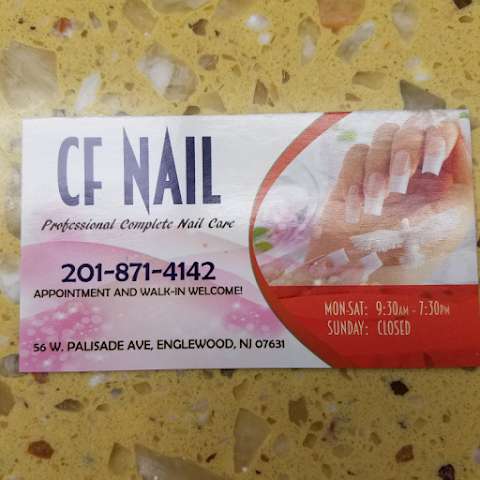 CF NAIL
Professional Complete Nail Care
201-871-4142
APPOINTMENT AND WALK-IN WELCOME!
56 W. PALISADE AVE, ENGLEWOOD, NJ 07631
MON-SAT: 9:30AM - 7:30PM
SUNDAY: CLOSED